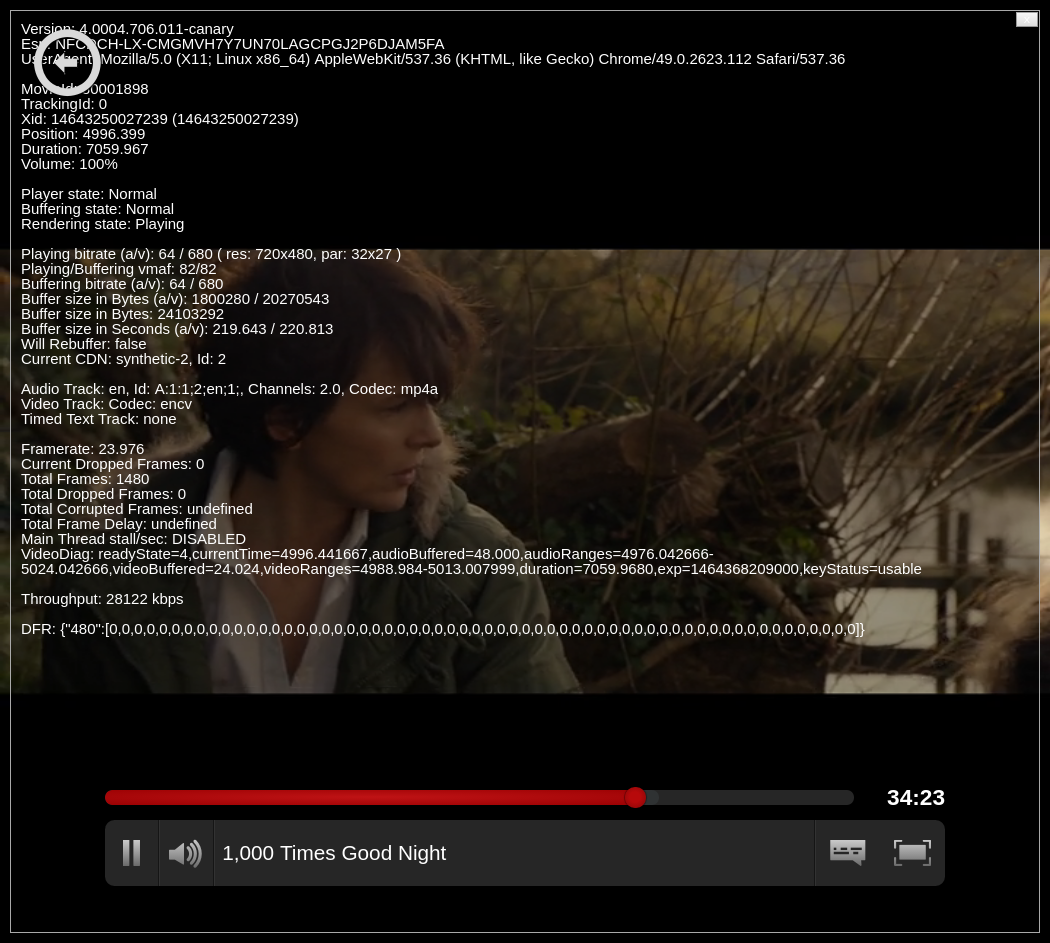 Version: 4.0004.706.011-canary
Esn: NFCDCH-LX-CMGMVH7Y7UN70LAGCPGJ2P6DJAM5FA
UserAgent: Mozilla/5.0 (X11; Linux x86_64) AppleWebKit/537.36 (KHTML, like Gecko) Chrome/49.0.2623.112 Safari/537.36
TrackingId: 0
Xid: 14643250027239 (14643250027239)
Position: 4996.399
Duration: 7059.967
Volume: 100%
Player state: Normal
Buffering state: Normal
Rendering state: Playing
Playing bitrate (a/v): 64 / 680 ( res: 720x480, par: 32x27 )
Playing/Buffering vmaf: 82/82
Buffering bitrate (a/v): 64 / 680
Buffer size in Bytes (a/v): 1800280 / 20270543
Buffer size in Bytes: 24103292
Buffer size in Seconds (a/v): 219.643 / 220.813
Will Rebuffer: false
Current CDN: synthetic-2, Id: 2
Audio Track: en, Id: A:1:1;2;en;1;, Channels: 2.0, Codec: mp4a
Video Track: Codec: encv
Timed Text Track: none
Framerate: 23.976
Current Dropped Frames: 0
Total Frames: 1480
Total Dropped Frames: 0
Total Corrupted Frames: undefined
Total Frame Delay: undefined
Main Thread stall/sec: DISABLED
VideoDiag: readyState=4,currentTime=4996.441667,audioBuffered=48.000,audioRanges=4976.042666-
5024.042666,videoBuffered=24.024,videoRanges=4988.984-5013.007999,duration=7059.9680,exp=1464368209000,keyStatus=usable
Throughput: 28122 kbps
DFR: {"480":[0,0,0,0,0,0,0,0,0,0,0,0,0,0,0,0,0,0,0,0,0,0,0,0,0,0,0,0,0,0,0,0,0,0,0,0,0,0,0,0,0,0,0,0,0,0,0,0,0,0,0,0,0,0,0,0,0,0,0,0]}
34:23
1,000 Times Good Night